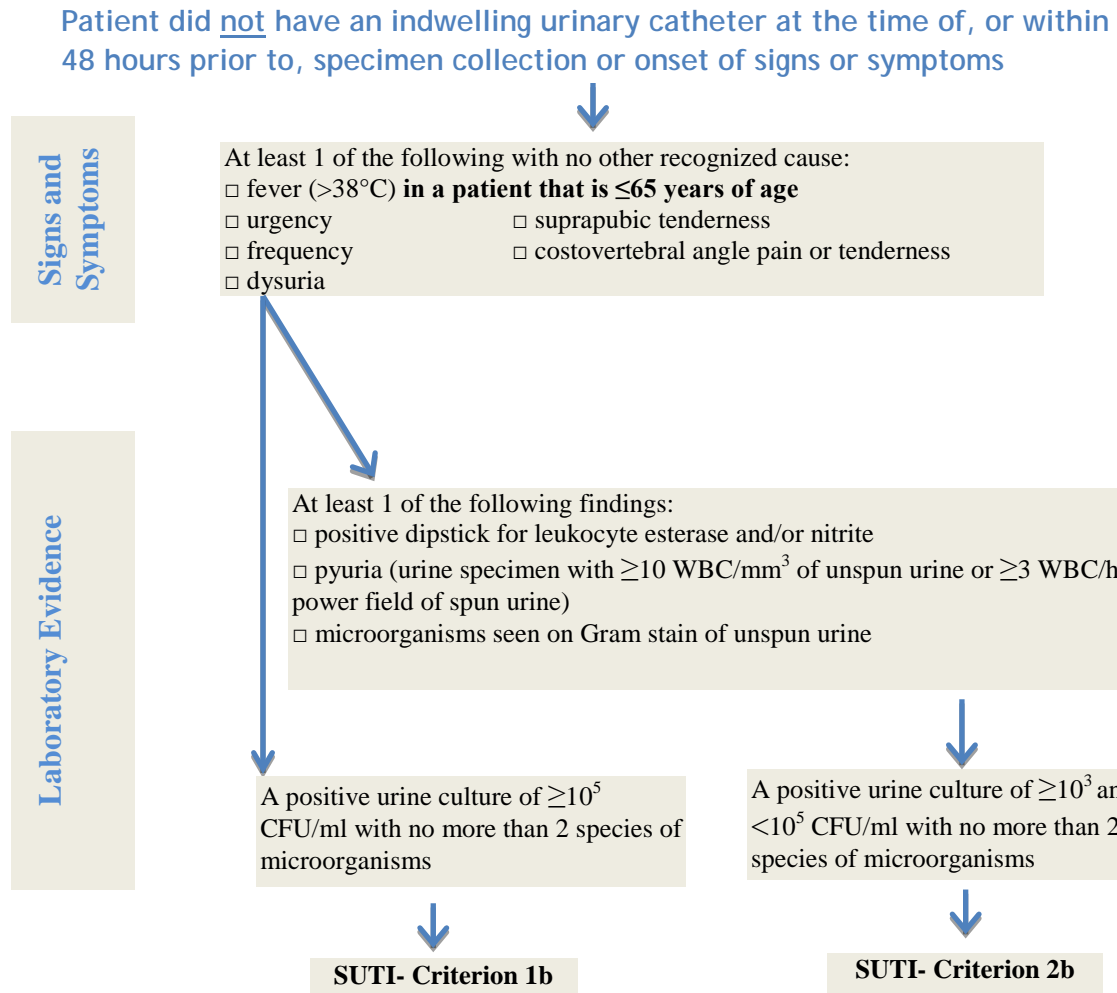 Patient did not have an indwelling urinary catheter at the time of, or within
48 hours prior to, specimen collection or onset of signs or symptoms
Signs and
Symptoms
At least 1 of the following with no other recognized cause:
□ fever (>38°C) in a patient that is ≤65 years of age
□ urgency □ suprapubic tenderness
□ frequency □ costovertebral angle pain or tenderness
□ dysuria
Laboratory Evidence
At least 1 of the following findings:
□ positive dipstick for leukocyte esterase and/or nitrite
□ pyuria (urine specimen with ≥10 WBC/mm³ of unspun urine or ≥3 WBC/h
power field of spun urine)
□ microorganisms seen on Gram stain of unspun urine
A positive urine culture of ≥10⁵
CFU/ml with no more than 2 species of
microorganisms
A positive urine culture of ≥10³
<10⁵ CFU/ml with no more than 2
species of microorganisms
SUTI- Criterion 1b
SUTI- Criterion 2b